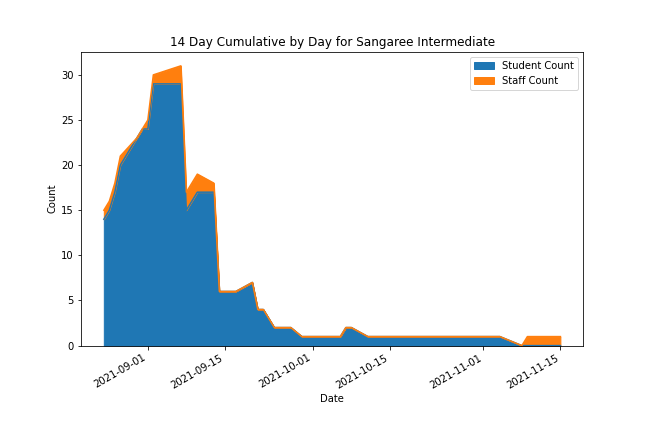 14 Day Cumulative by Day for Sangaree Intermediate
Student Count
Staff Count
30
25
20
15
10
5
0
Count
2021-09-01
2021-09-15
2021-10-01
2021-10-15
2021-11-01
2021-11-15
Date